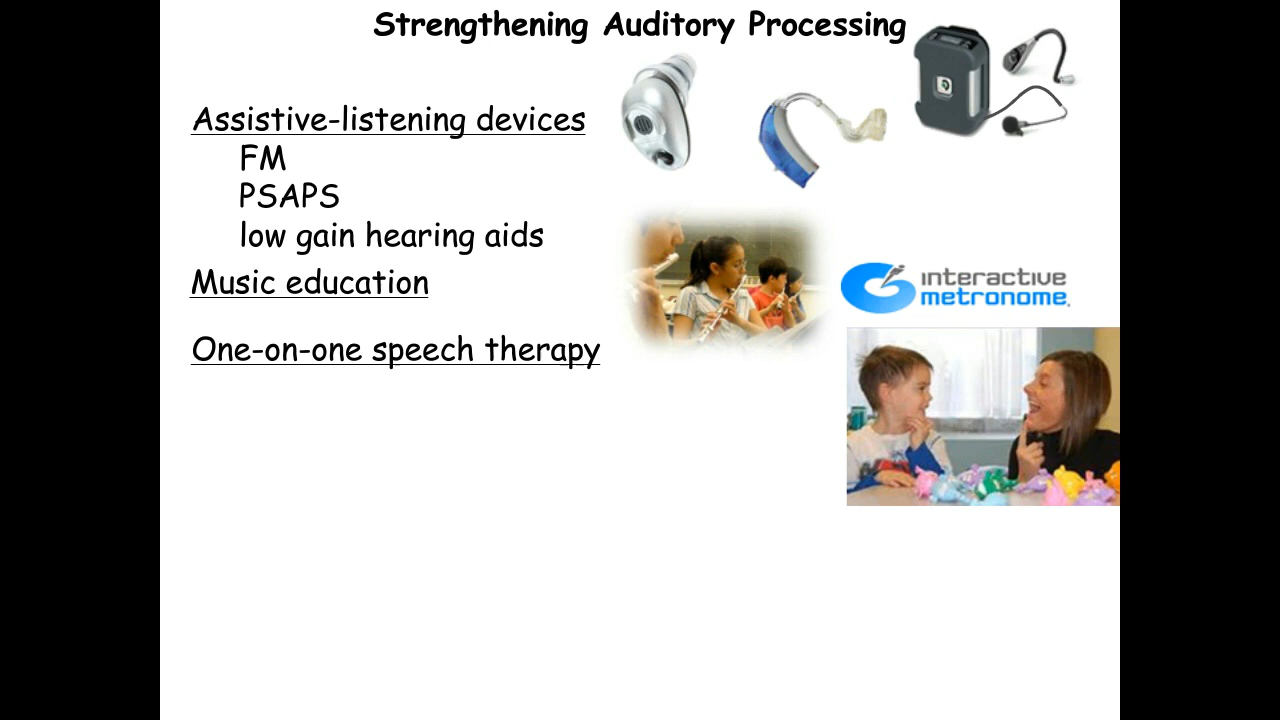 Strengthening Auditory Processing
Assistive-listening devices
FM
PSAPS
low gain hearing aids
Music education
interactive
metronome.
One-on-one speech therapy